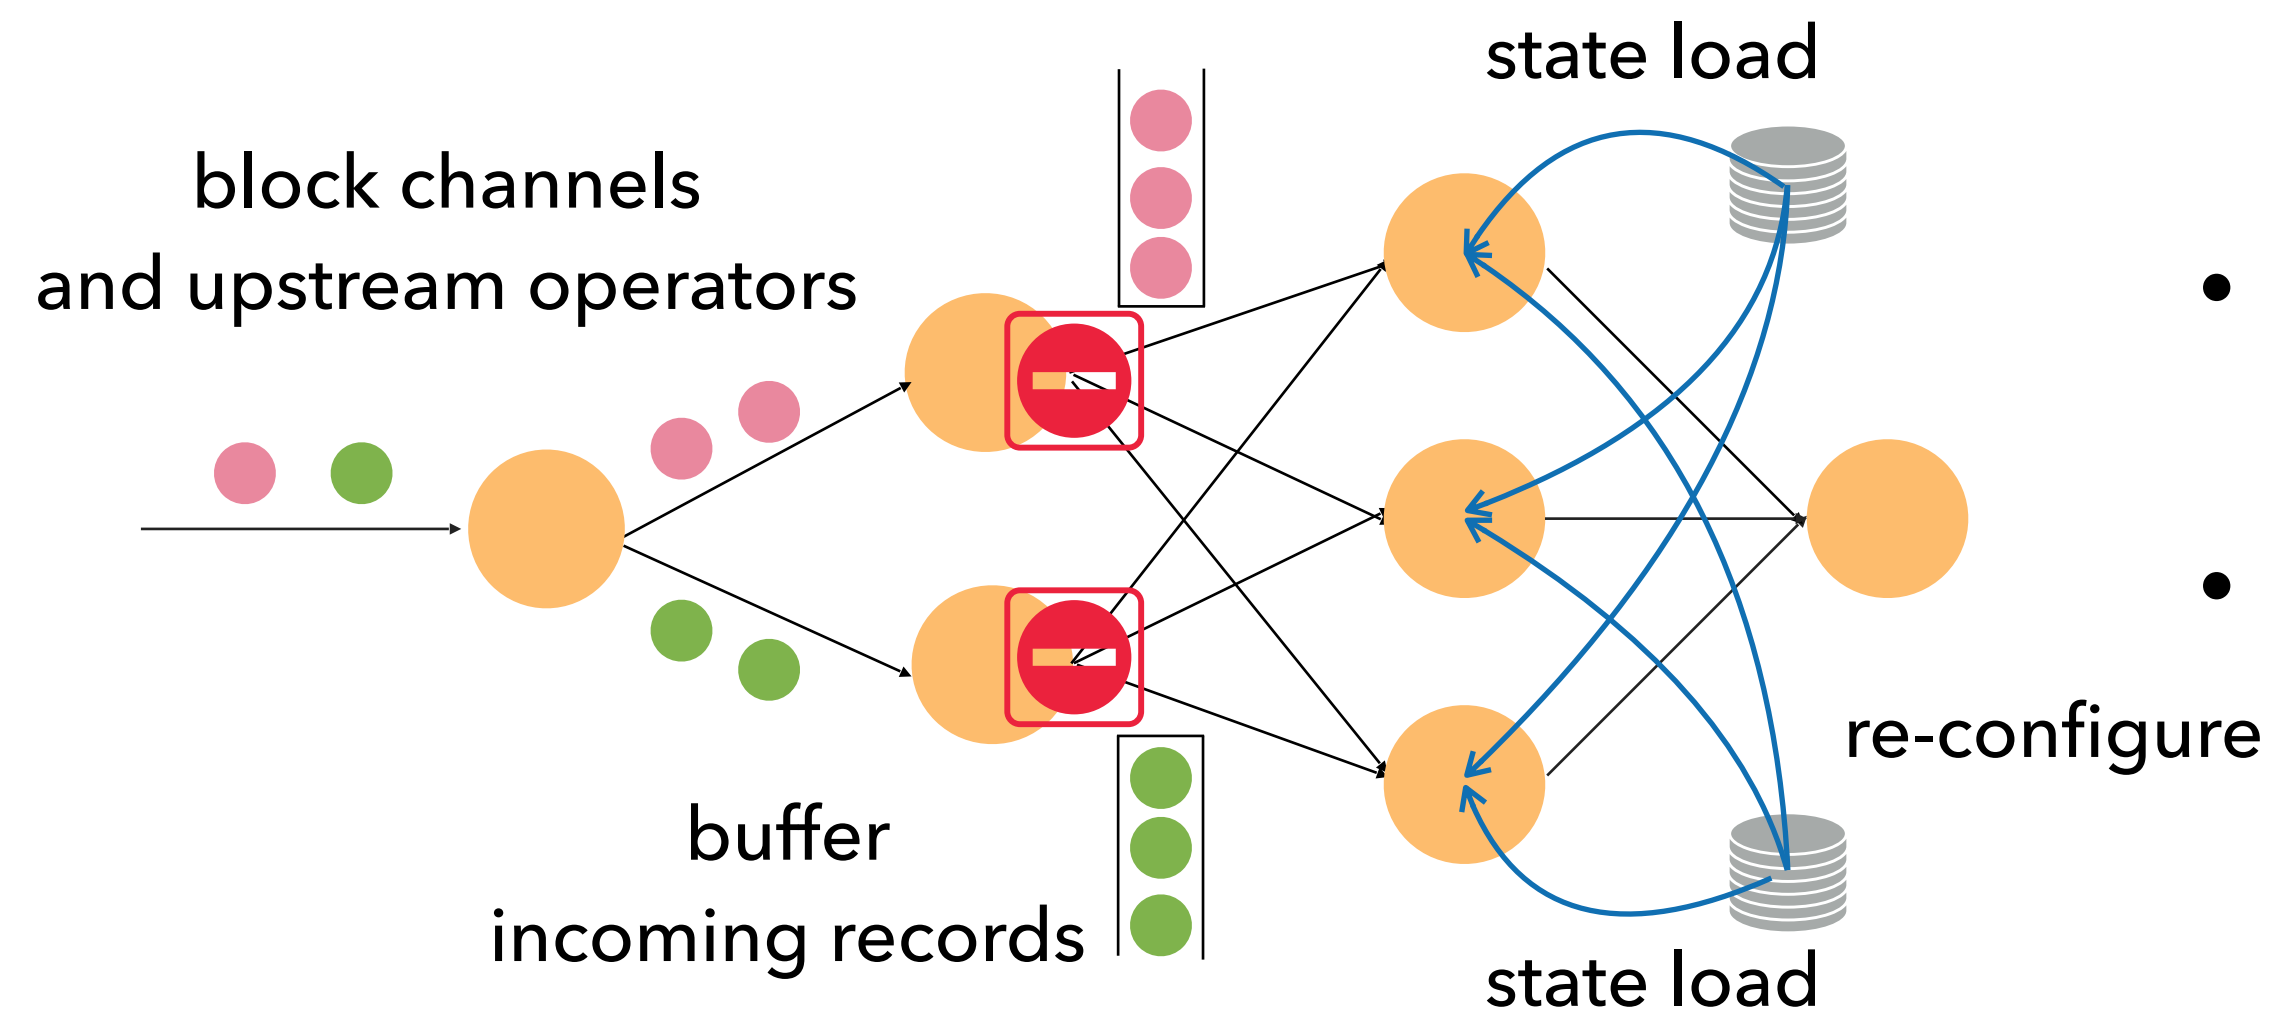 state load
block channels
and upstream operators
•
•
re-configure
buffer
incoming records
state load